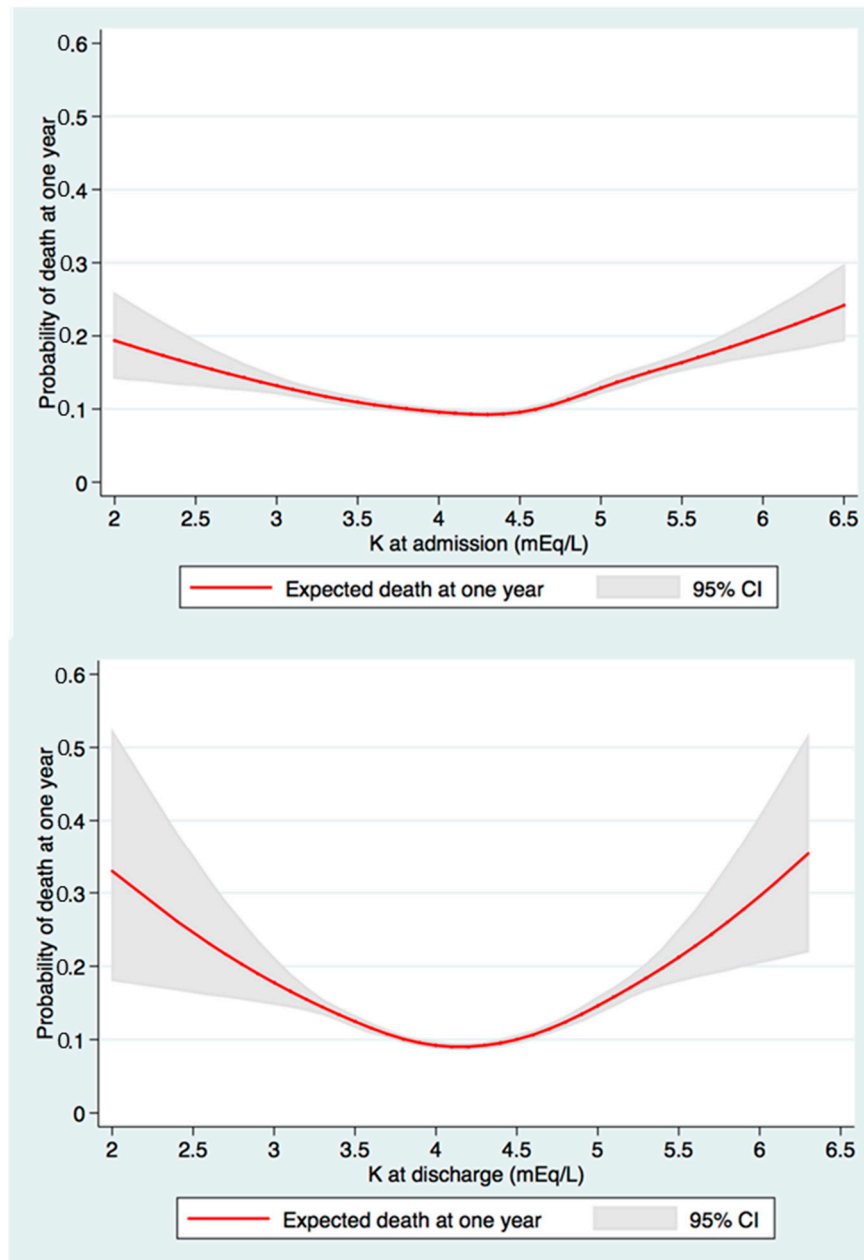 0.6
0.5
0.4
0.3
0.2
0.1
0
Probability of death at one year
2 2.5 3 3.5 4 4.5 5 5.5 6 6.5
K at admission (mEq/L)
Expected death at one year 95% CI
0.6
0.5
0.4
0.3
0.2
0.1
0
Probability of death at one year
2 2.5 3 3.5 4 4.5 5 5.5 6 6.5
K at discharge (mEq/L)
Expected death at one year 95% CI